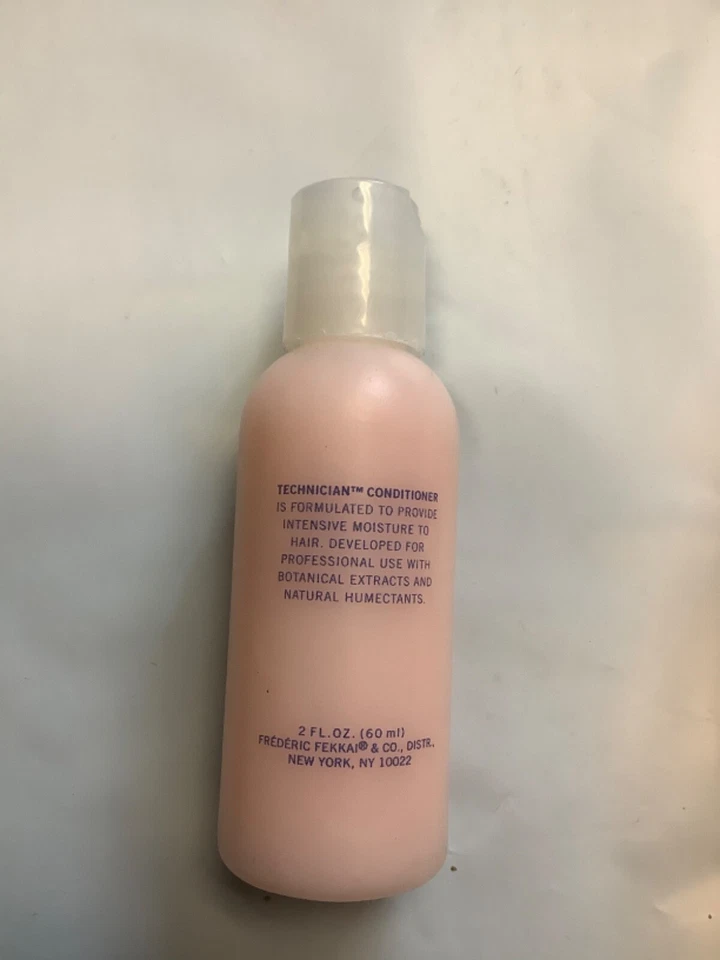 TECHNICIAN™ CONDITIONER
IS FORMULATED TO PROVIDE
INTENSIVE MOISTURE TO
HAIR. DEVELOPED FOR
PROFESSIONAL USE WITH
BOTANICAL EXTRACTS AND
NATURAL HUMECTANTS.
2 FL.OZ. (60 ml)
FRÉDÉRIC FEKKAI® & CO., DISTR.
NEW YORK, NY 10022